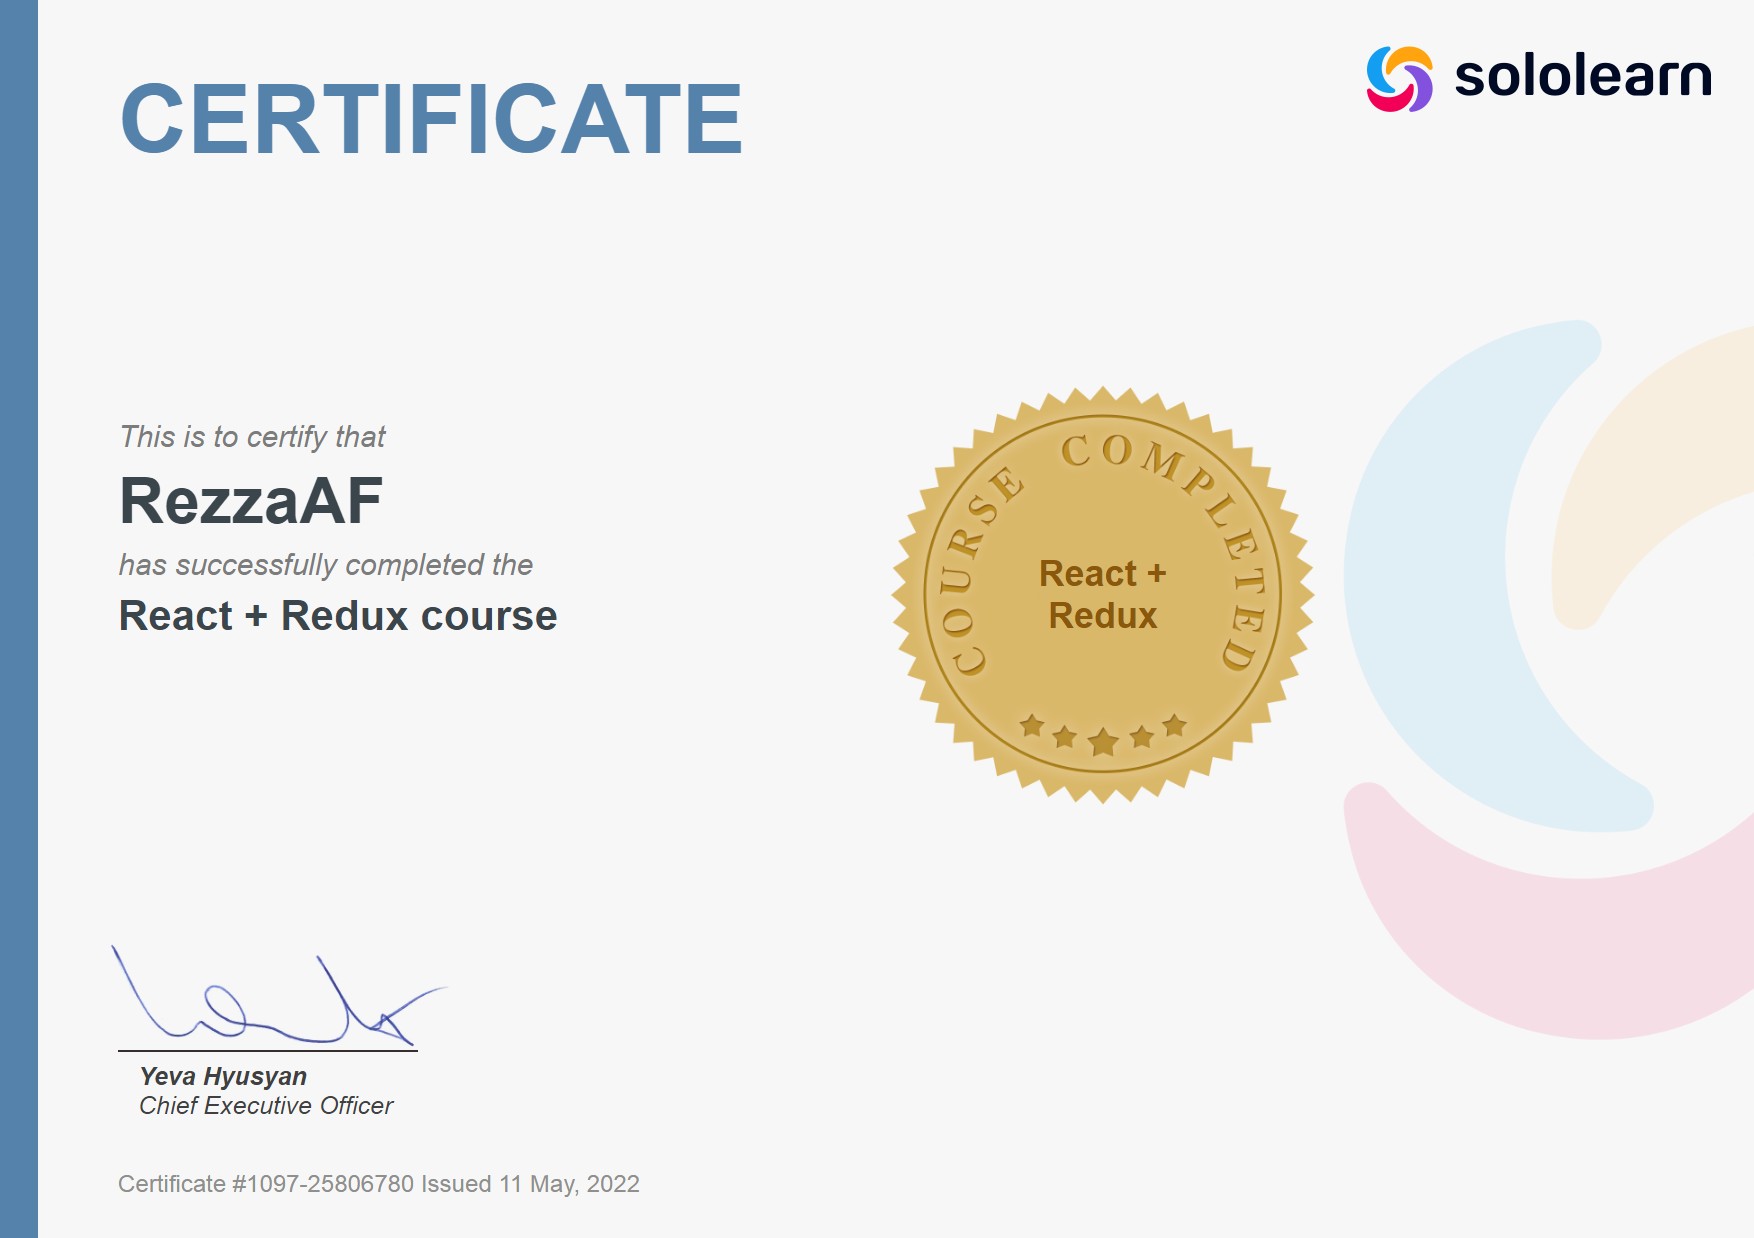 CERTIFICATE
sololearn
This is to certify that
RezzaAF
has successfully completed the
React + Redux course
COURSE COMPLETED
React +
Redux
Yeva Hyusyan
Chief Executive Officer
Certificate #1097-25806780 Issued 11 May, 2022